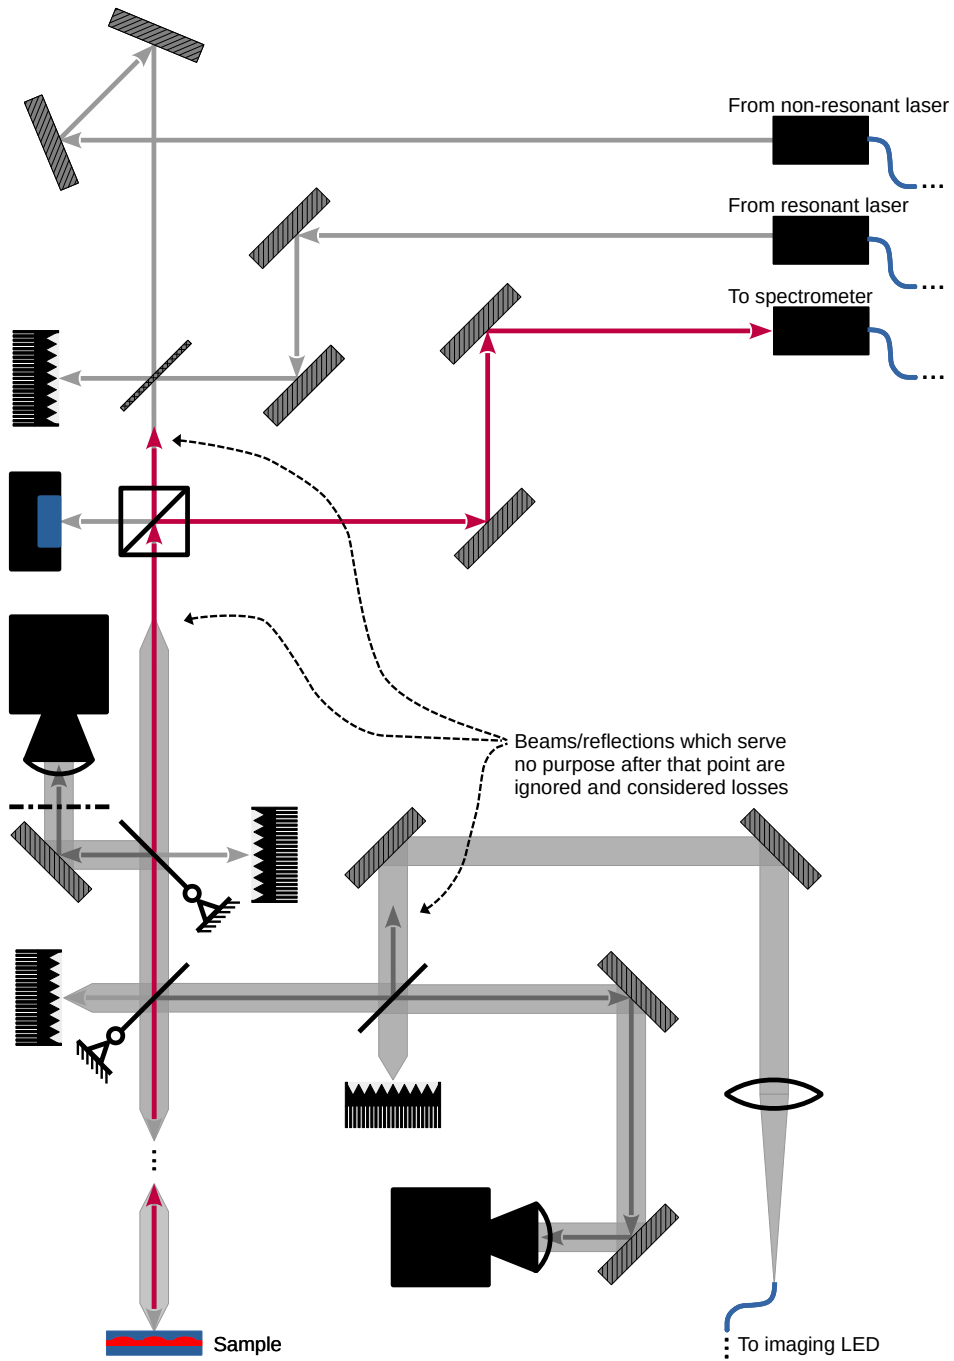 From non-resonant laser
...
From resonant laser
...
To spectrometer
...
Beams/reflections which serve
no purpose after that point are
ignored and considered losses
Sample
To imaging LED